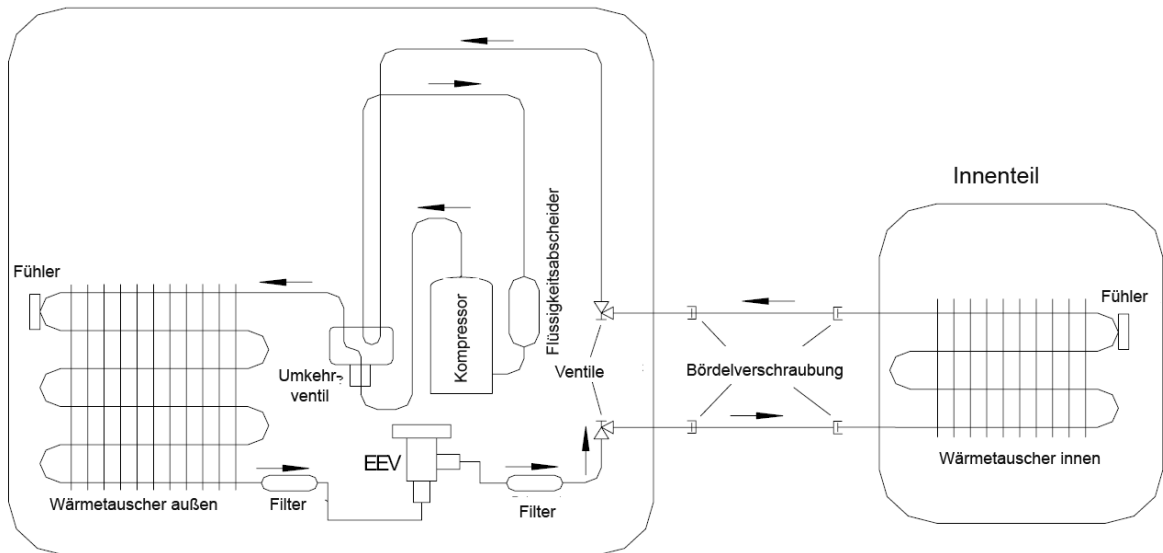 Innenteil
Fühler
Fühler
Flüssigkeitsabscheider
Kompressor
Umkehr-
ventil
Ventile
Bördelverschraubung
EEV
Wärmetauscher außen
Filter
Filter
Wärmetauscher innen